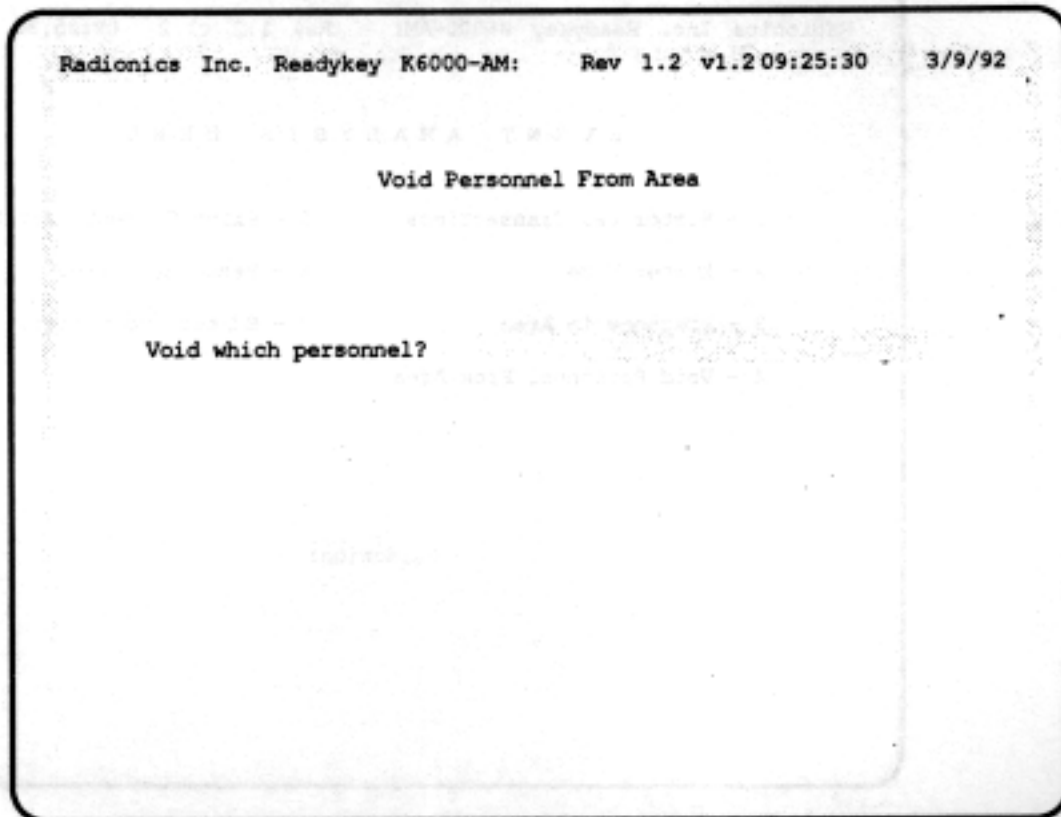 Radionics Inc. Readykey K6000-AM: Rev 1.2 v1.2 09:25:30 3/9/92
Void Personnel From Area
Void which personnel?